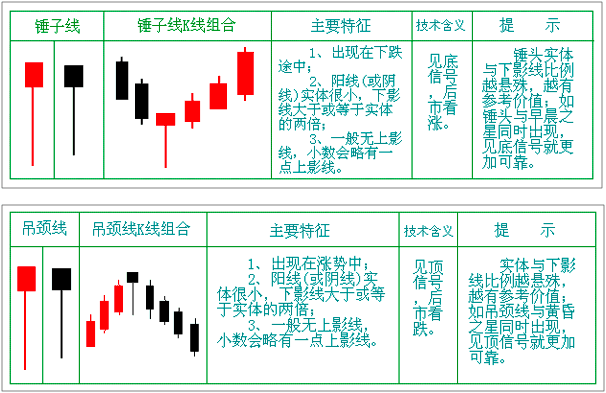 锤子线
锤子线K线组合
主要特征
技术含义
提 示
1、出现在下跌
途中；
2、阳线(或阴
线)实体很小，下影
线大于或等于实体
的两倍；
3、一般无上影
线，小数会略有一
点上影线。
见底
信号
，后
市看
涨。
锤头实体
与下影线比例
越悬殊，越有
参考价值；如
锤头与早晨之
星同时出现，
见底信号就更
加可靠。
吊颈线
吊颈线K线组合
主要特征
技术含义
提 示
1、出现在涨势中；
2、阳线(或阴线)实
体很小，下影线大于或等
于实体的两倍；
3、一般无上影线，
小数会略有一点上影线。
见顶
信号
，后
市看
跌。
实体与下影
线比例越悬殊，
越有参考价值；
如吊颈线与黄昏
之星同时出现，
见顶信号就更加
可靠。